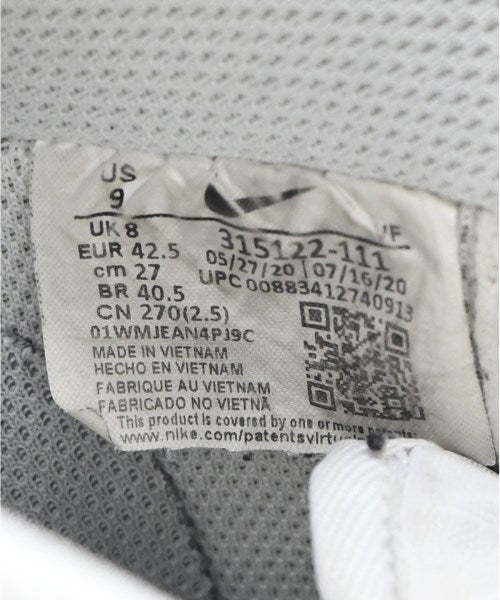 US
9
UK 8
EUR 42.5
cm 27
BR 40.5
CN 270(2.5)
01WMJEAN4PJ9C
315122-111
05/27/20 07/16/20
UPC 00883412740913
MADE IN VIETNAM
HECHO EN VIETNAM
FABRIQUE AU VIETNAM
FABRICADO NO VIETNÃ
This product is covered by one or more
www.nike.com/patentsvirtu